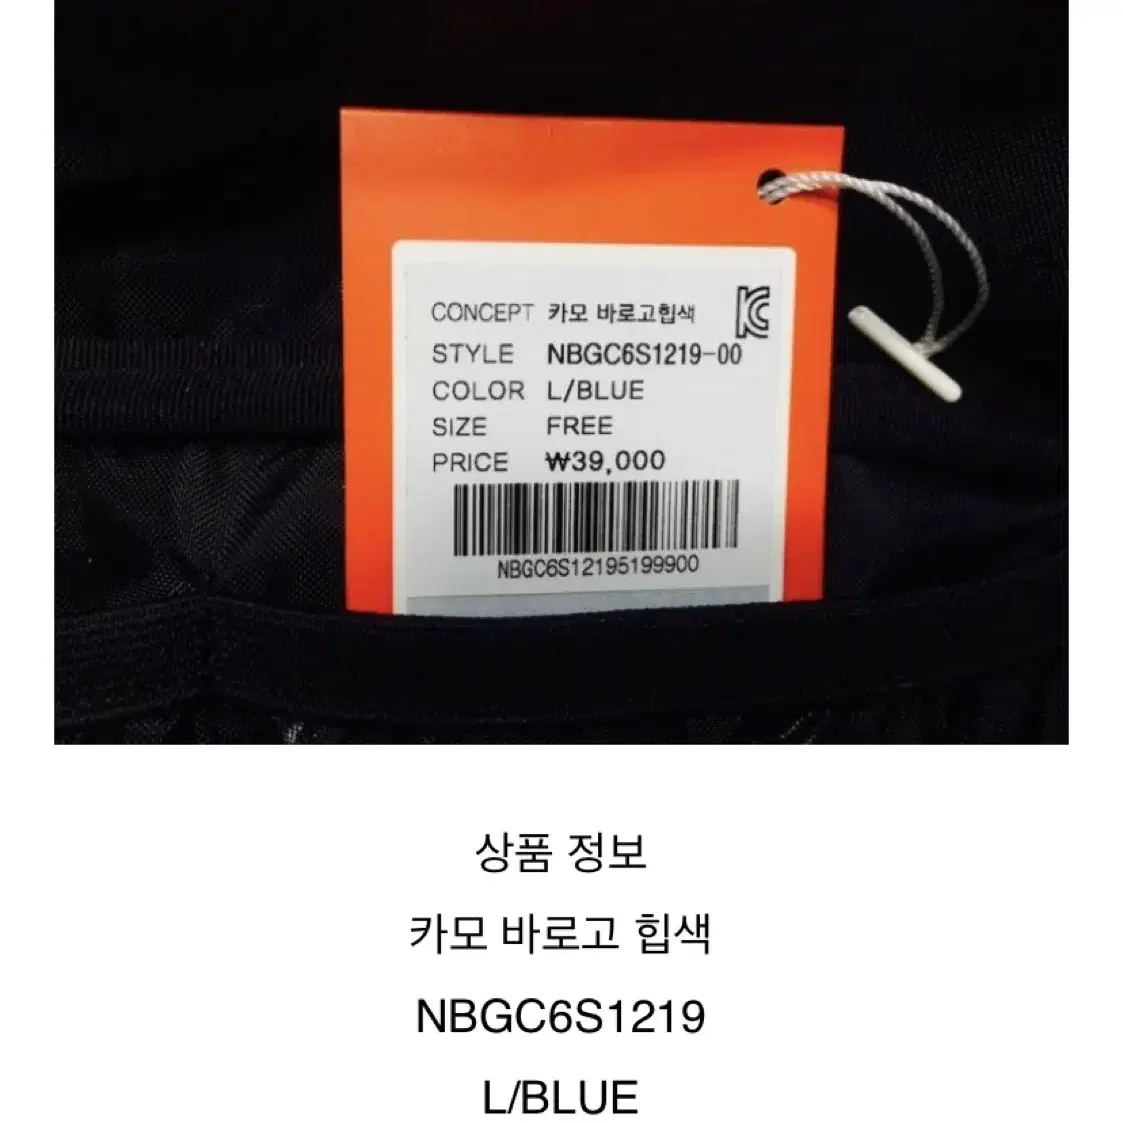 CONCEPT 카모 바로고힙색
STYLE NBGC6S1219-00
COLOR L/BLUE
SIZE FREE
PRICE ₩39,000
NBGC6S12195199900
상품 정보
카모 바로고 힙색
NBGC6S1219
L/BLUE